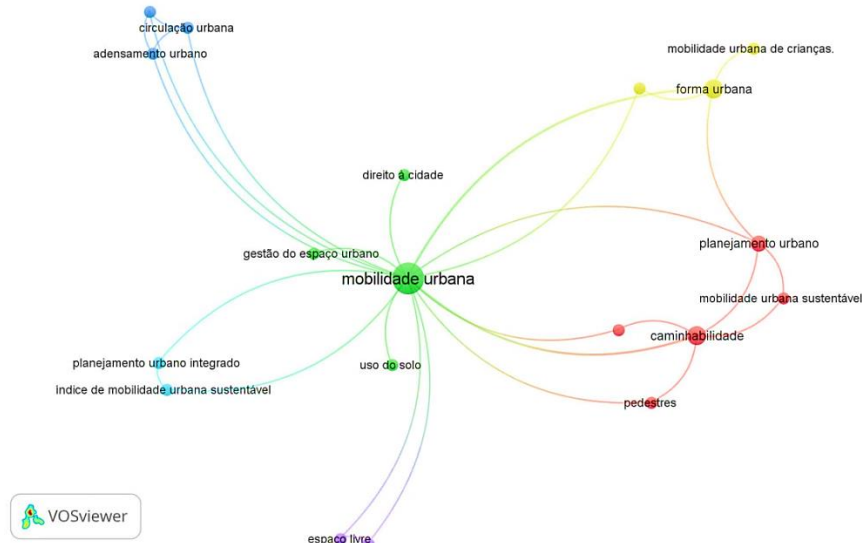 circulação urbana
adensamento urbano
mobilidade urbana de crianças.
forma urbana
direito à cidade
planejamento urbano
gestão do espaço urbano
mobilidade urbana
mobilidade urbana sustentável
caminhabilidade
planejamento urbano integrado
uso do solo
índice de mobilidade urbana sustentável
pedestres
VOSviewer
espaço livre